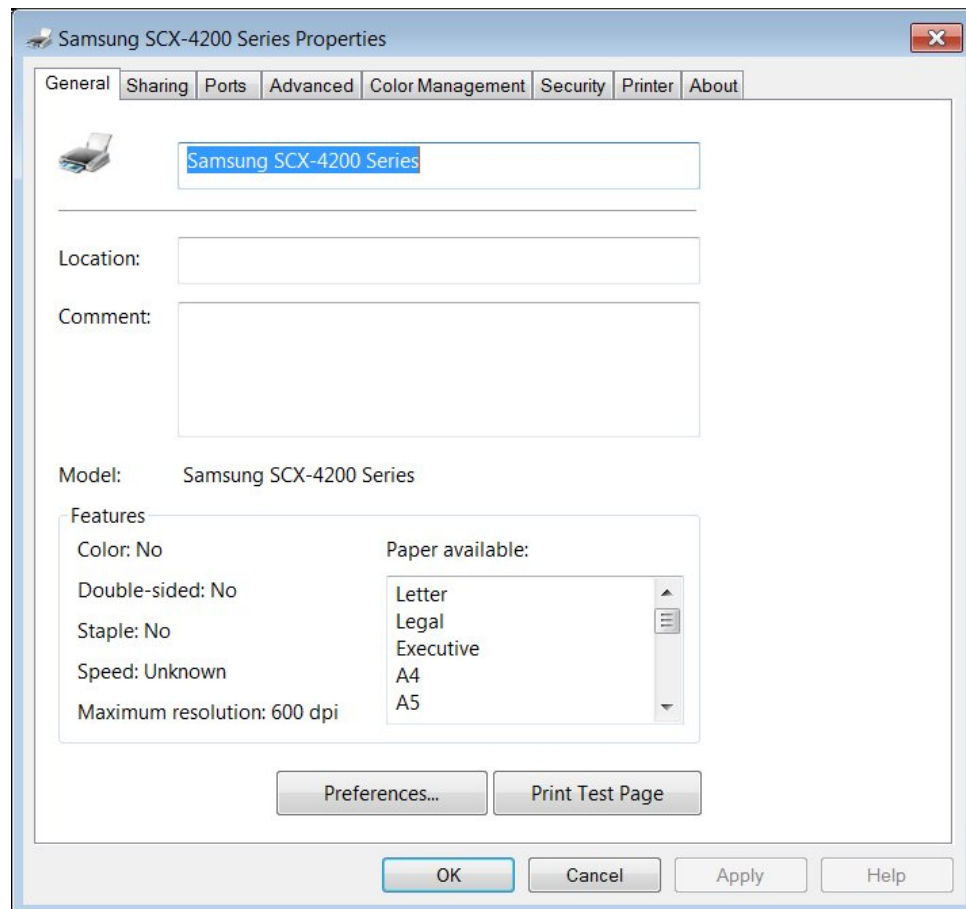 Samsung SCX-4200 Series Properties
General Sharing Ports Advanced Color Management Security Printer About
Samsung SCX-4200 Series
Location:
Comment:
Model: Samsung SCX-4200 Series
Features
Color: No
Double-sided: No
Staple: No
Speed: Unknown
Maximum resolution: 600 dpi
Paper available:
Letter
Legal
Executive
A4
A5
Preferences... Print Test Page
OK Cancel Apply Help